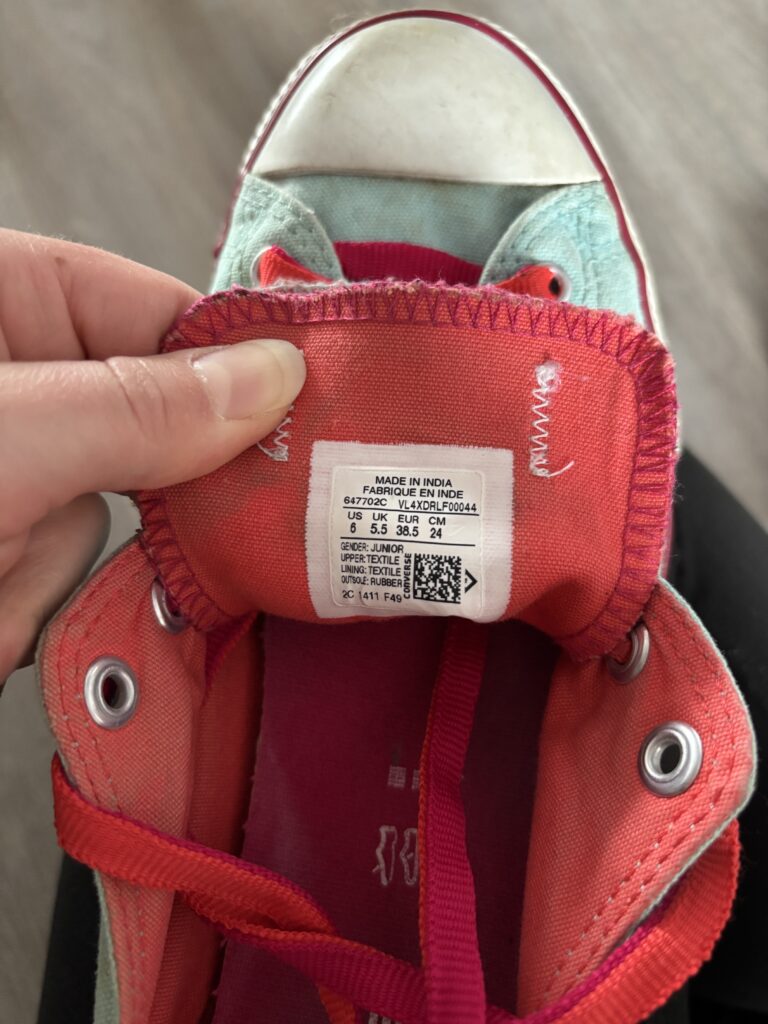 MADE IN INDIA
FABRIQUE EN INDE
647702C VL4XDRLF00044
US UK EUR CM
6 5.5 38.5 24
GENDER: JUNIOR
UPPER: TEXTILE
LINING: TEXTILE
OUTSOLE: RUBBER
CONVERSE
2C 1411 F49